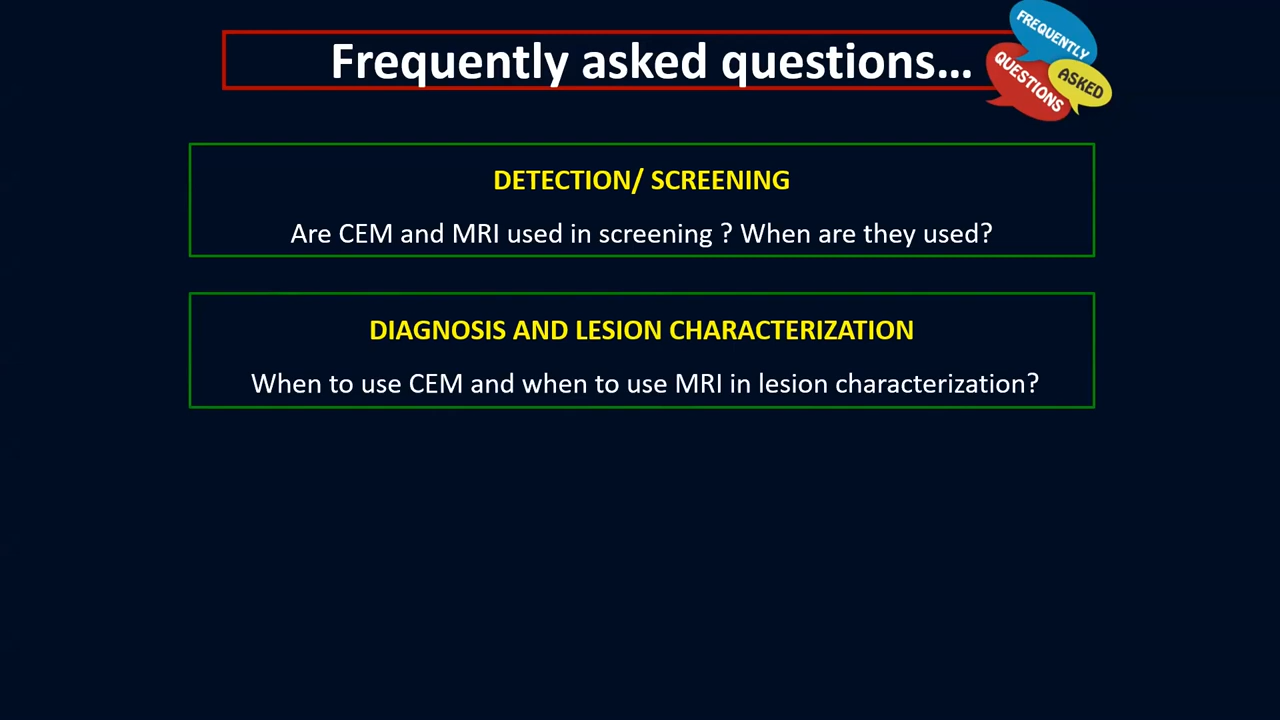 Frequently asked questions...
FREQUENTLY
ASKED
QUESTIONS
DETECTION/ SCREENING
Are CEM and MRI used in screening ? When are they used?
DIAGNOSIS AND LESION CHARACTERIZATION
When to use CEM and when to use MRI in lesion characterization?